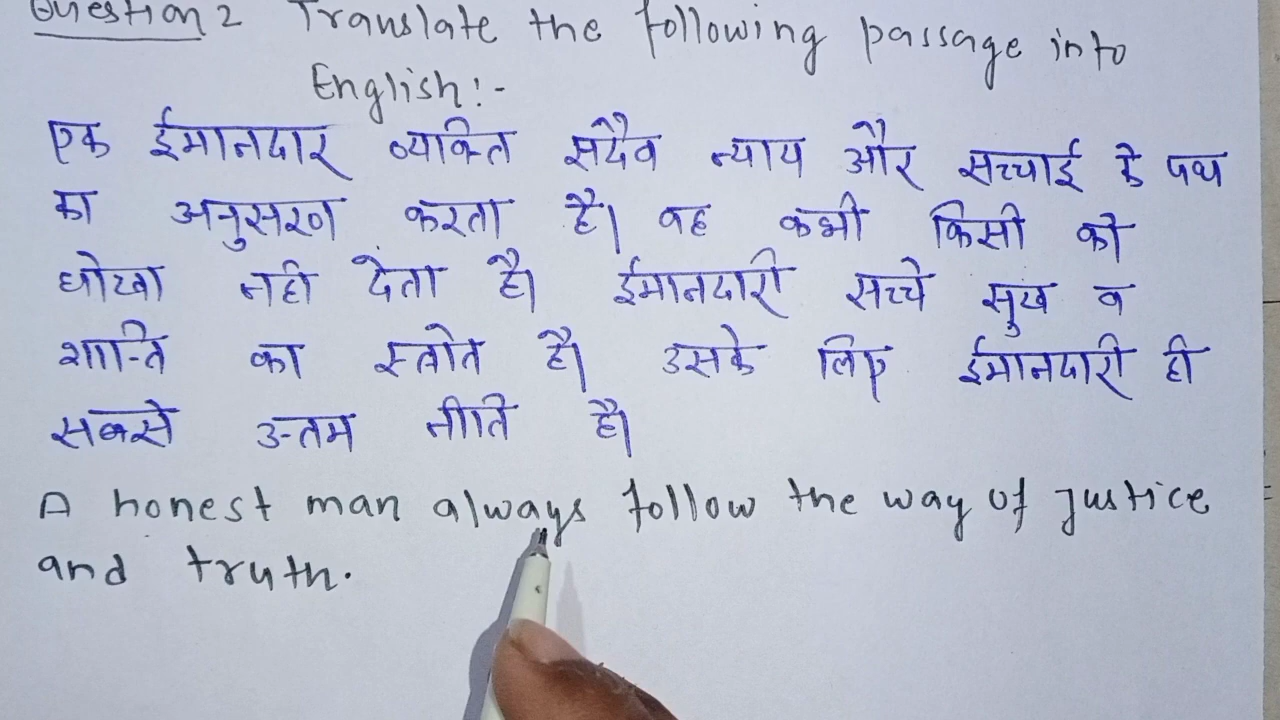 Question 2 Translate the following passage into
English:-
एक ईमानदार व्यक्ति सदैव न्याय और सच्चाई के पथ
का अनुसरण करता है। वह कभी किसी को
धोखा नही देता है। ईमानदारी सच्चे सुख व
शान्ति का स्त्रोत है। उसके लिए ईमानदारी ही
सबसे उत्तम नीति है।
A honest man always follow the way of justice
and truth.